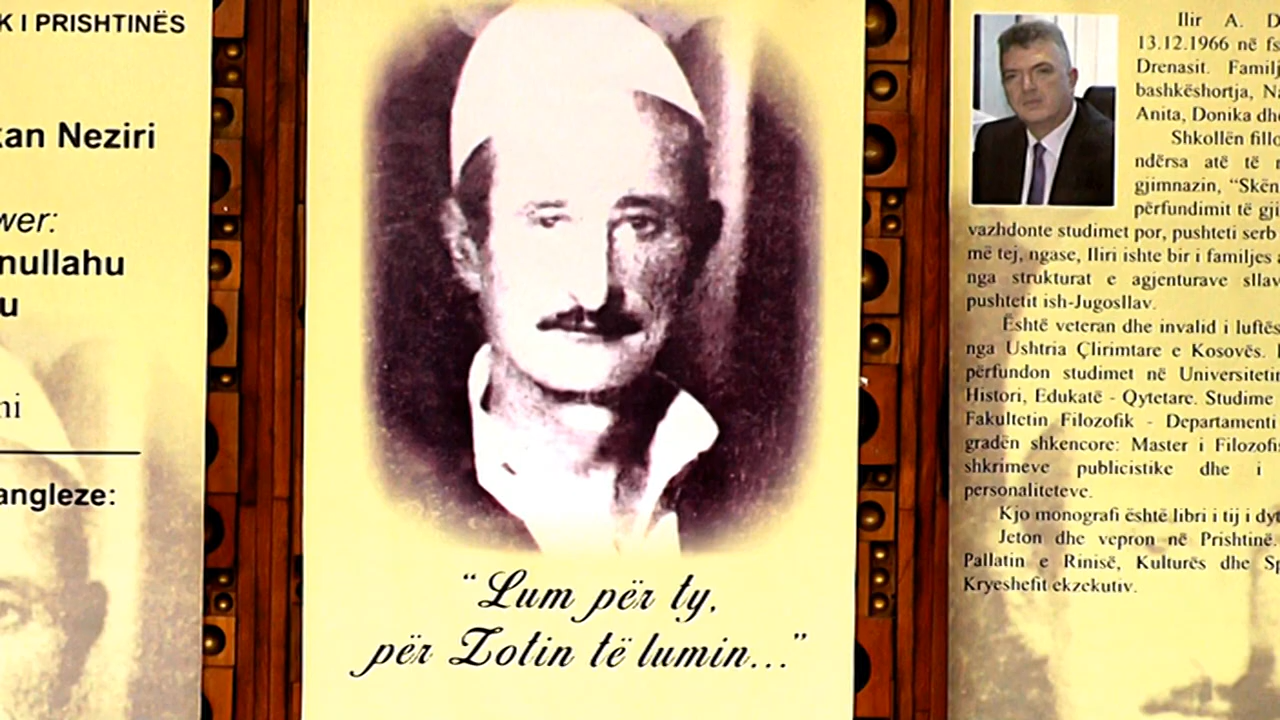 K I PRISHTINËS
kan Neziri
wer:
nullahu
u
ni
angleze:
“Lum për ty,
për Zotin të lumin...”
Ilir A. D
13.12.1966 në fs
Drenasit. Familj
bashkëshortja, Na
Anita, Donika dhe
Shkollën fillo
ndërsa atë të m
gjimnazin, “Skën
përfundimit të gji
vazhdonte studimet por, pushteti serb
më tej, ngase, Iliri ishte bir i familjes a
nga strukturat e agjenturave sllav
pushtetit ish-Jugosllav.
Është veteran dhe invalid i luftës
nga Ushtria Çlirimtare e Kosovës.
përfundon studimet në Universitetin
Histori, Edukatë - Qytetare. Studime
Fakultetin Filozofik - Departamenti
gradën shkencore: Master i Filozofis
shkrimeve publicistike dhe i
personaliteteve.
Kjo monografi është libri i tij i dyt
Jeton dhe vepron në Prishtinë.
Pallatin e Rinisë, Kulturës dhe Sp
Kryeshefit ekzekutiv.